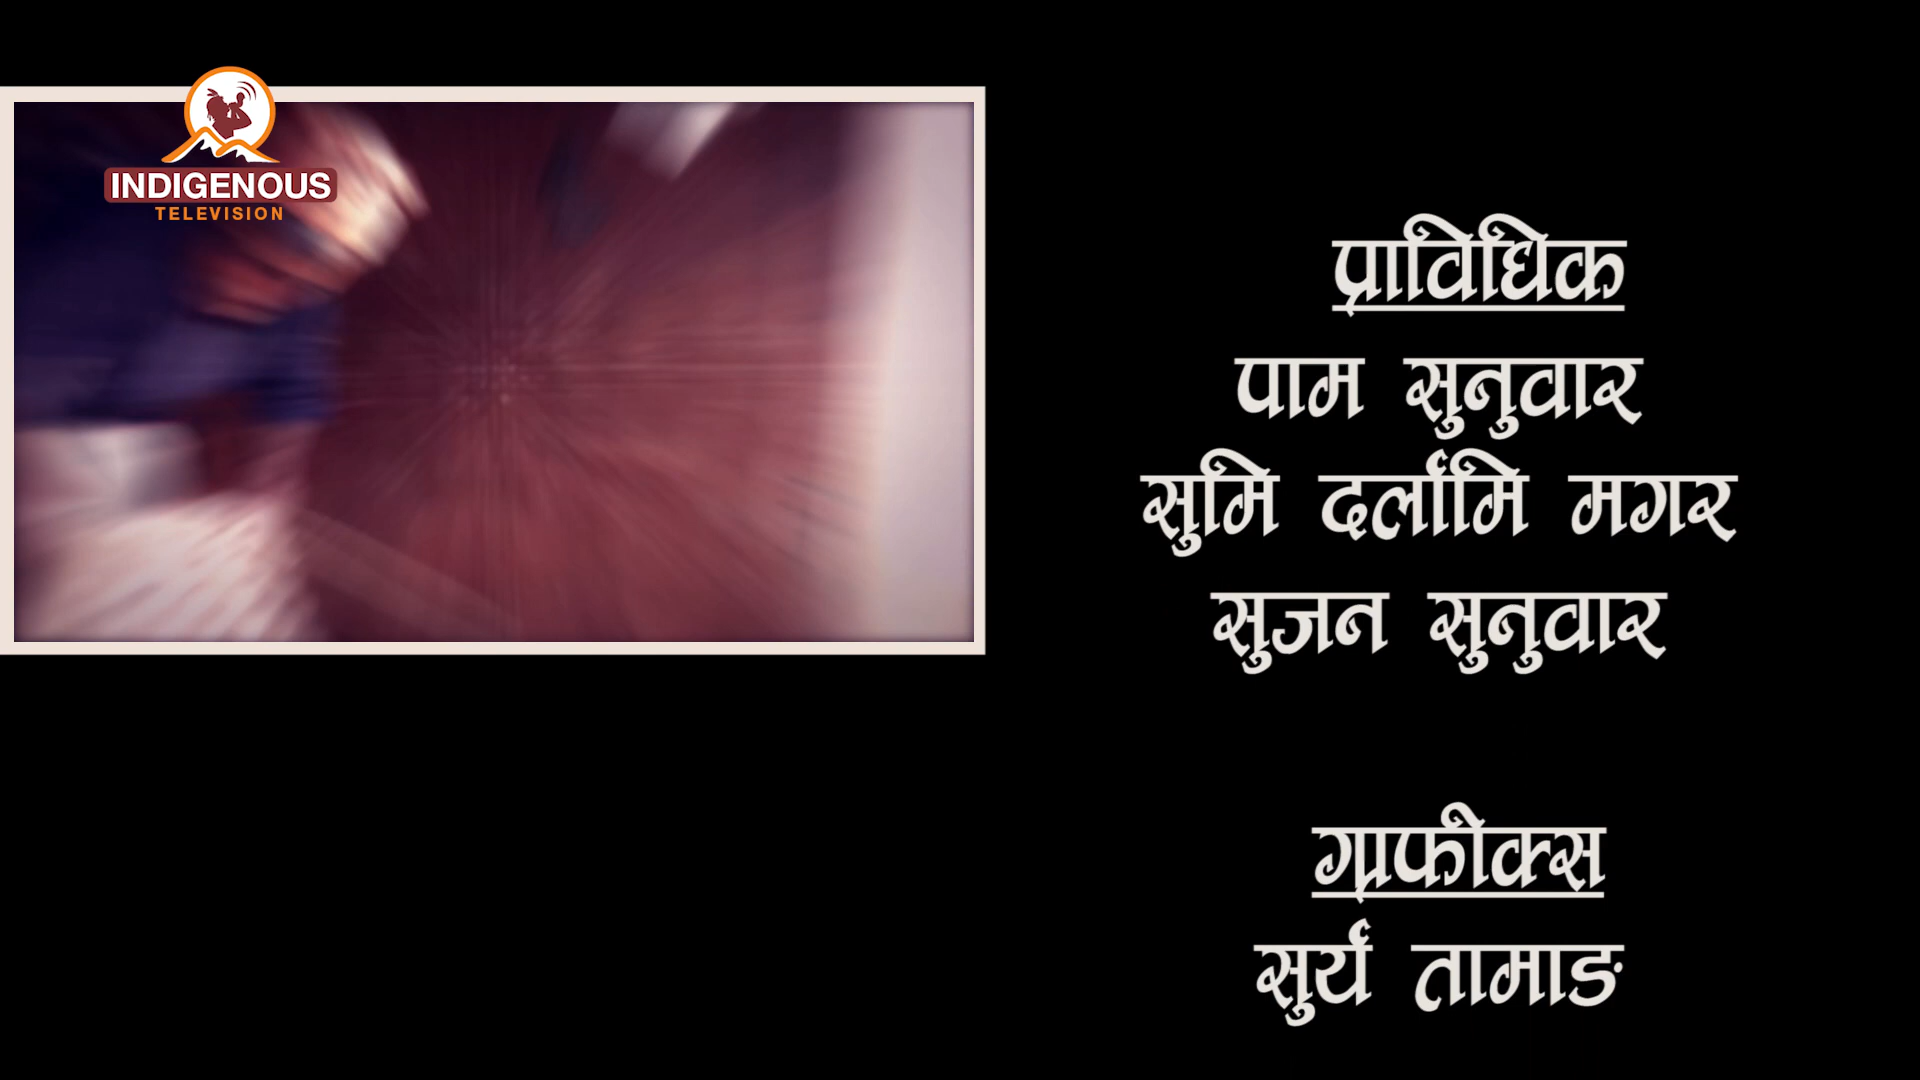 INDIGENOUS
TELEVISION
प्राविधिक
पाम सुनुवार
सुमि दर्लामि मगर
सुजन सुनुवार
ग्राफीक्स
सुर्य तामाङ